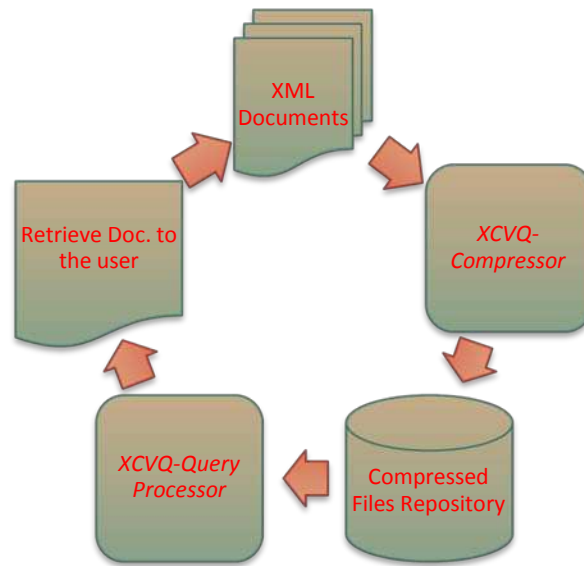 XML
Documents
XCVQ-
Compressor
Compressed
Files Repository
XCVQ-Query
Processor
Retrieve Doc. to
the user